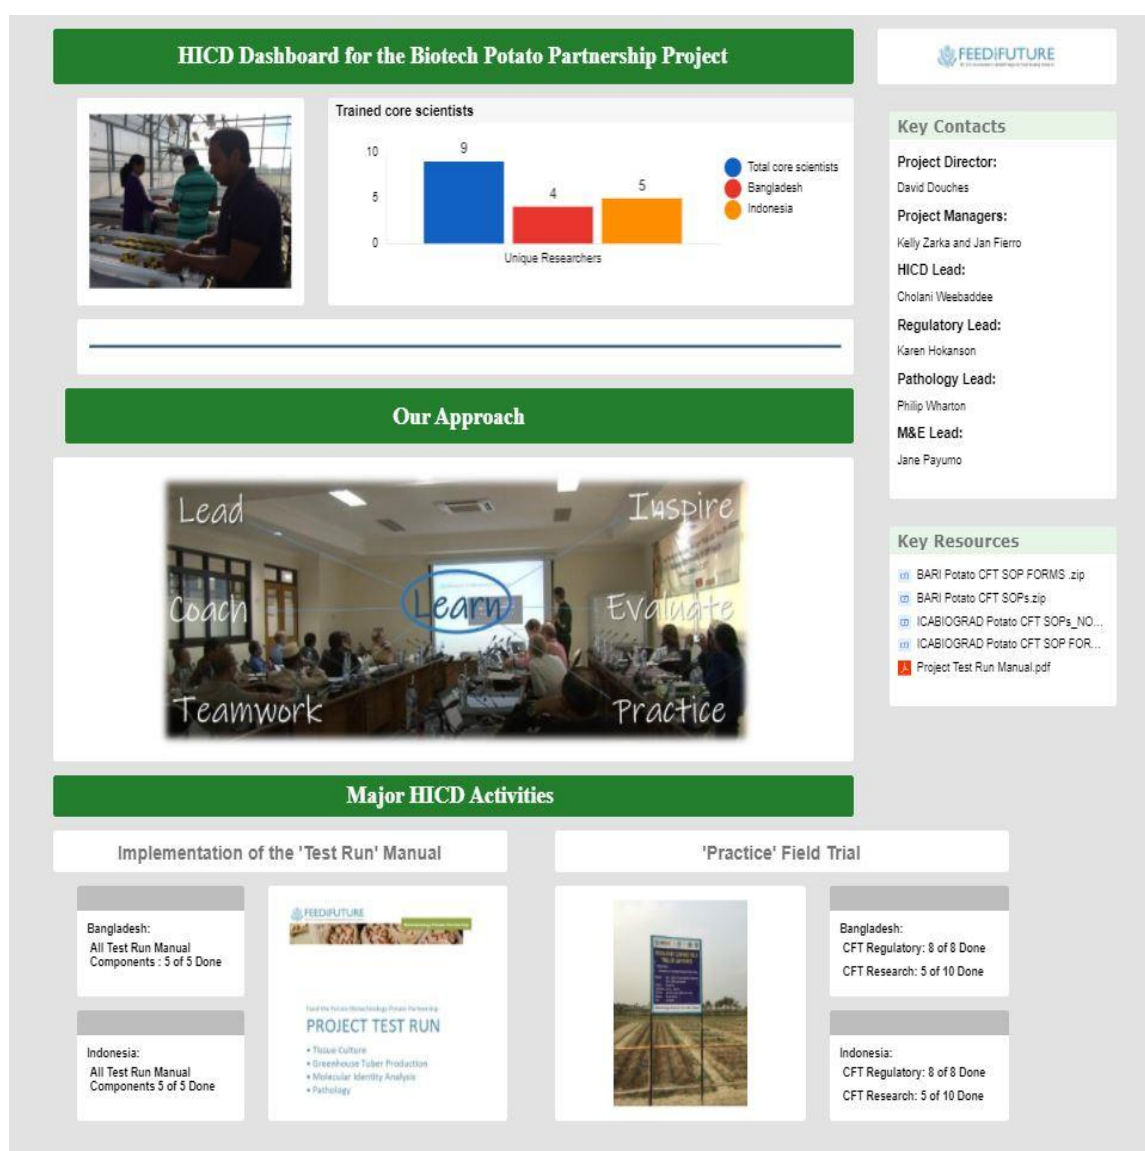 HICD Dashboard for the Biotech Potato Partnership Project
FEEDIFUTURE
Trained core scientists
10
5
0
9
4
5
Unique Researchers
Total core scientists
Bangladesh
Indonesia
Key Contacts
Project Director:
David Douches
Project Managers:
Kelly Zarka and Jan Fierro
HICD Lead:
Cholani Weebaddee
Regulatory Lead:
Karen Hokanson
Pathology Lead:
Philip Wharton
M&E Lead:
Jane Payumo
Our Approach
Lead
Inspire
Coach
Learn
Evaluate
Teamwork
Practice
Key Resources
BARI Potato CFT SOP FORMS .zip
BARI Potato CFT SOPs.zip
ICABIOGRAD Potato CFT SOPs_NO...
ICABIOGRAD Potato CFT SOP FOR...
Project Test Run Manual.pdf
Major HICD Activities
Implementation of the 'Test Run' Manual
Bangladesh:
All Test Run Manual
Components : 5 of 5 Done
Indonesia:
All Test Run Manual
Components 5 of 5 Done
FEEDIFUTURE
Feed the Future Biotechnology Potato Partnership
PROJECT TEST RUN
• Tissue Culture
• Greenhouse Tuber Production
• Molecular Identity Analysis
• Pathology
'Practice' Field Trial
Bangladesh:
CFT Regulatory: 8 of 8 Done
CFT Research: 5 of 10 Done
Indonesia:
CFT Regulatory: 8 of 8 Done
CFT Research: 5 of 10 Done